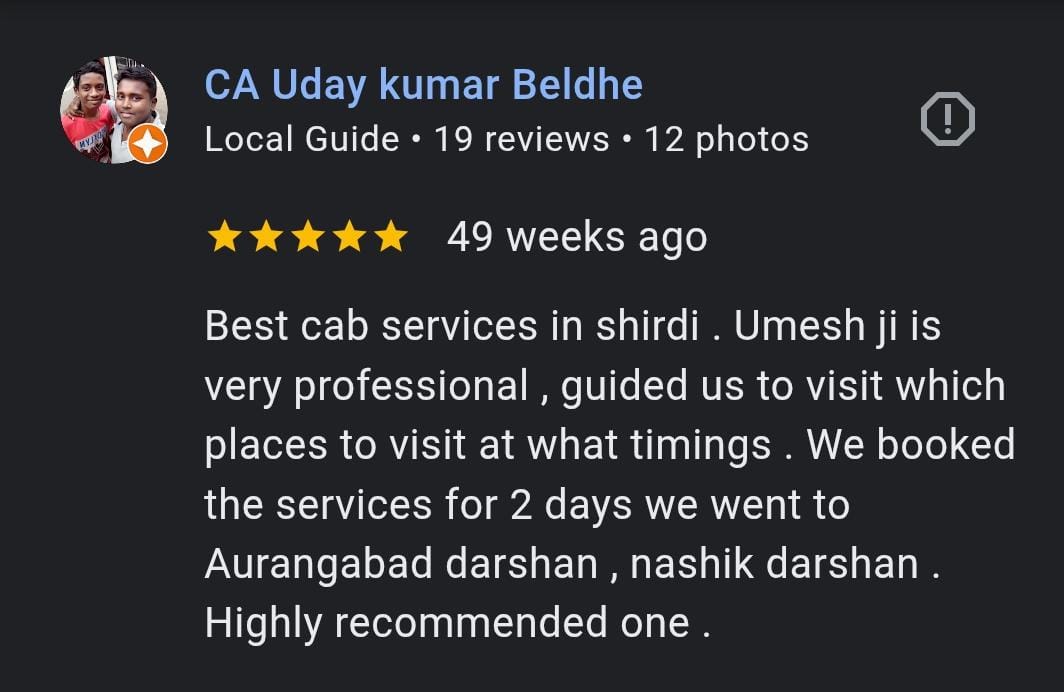 CA Uday kumar Beldhe
Local Guide • 19 reviews • 12 photos
49 weeks ago
Best cab services in shirdi . Umesh ji is
very professional , guided us to visit which
places to visit at what timings . We booked
the services for 2 days we went to
Aurangabad darshan , nashik darshan .
Highly recommended one .